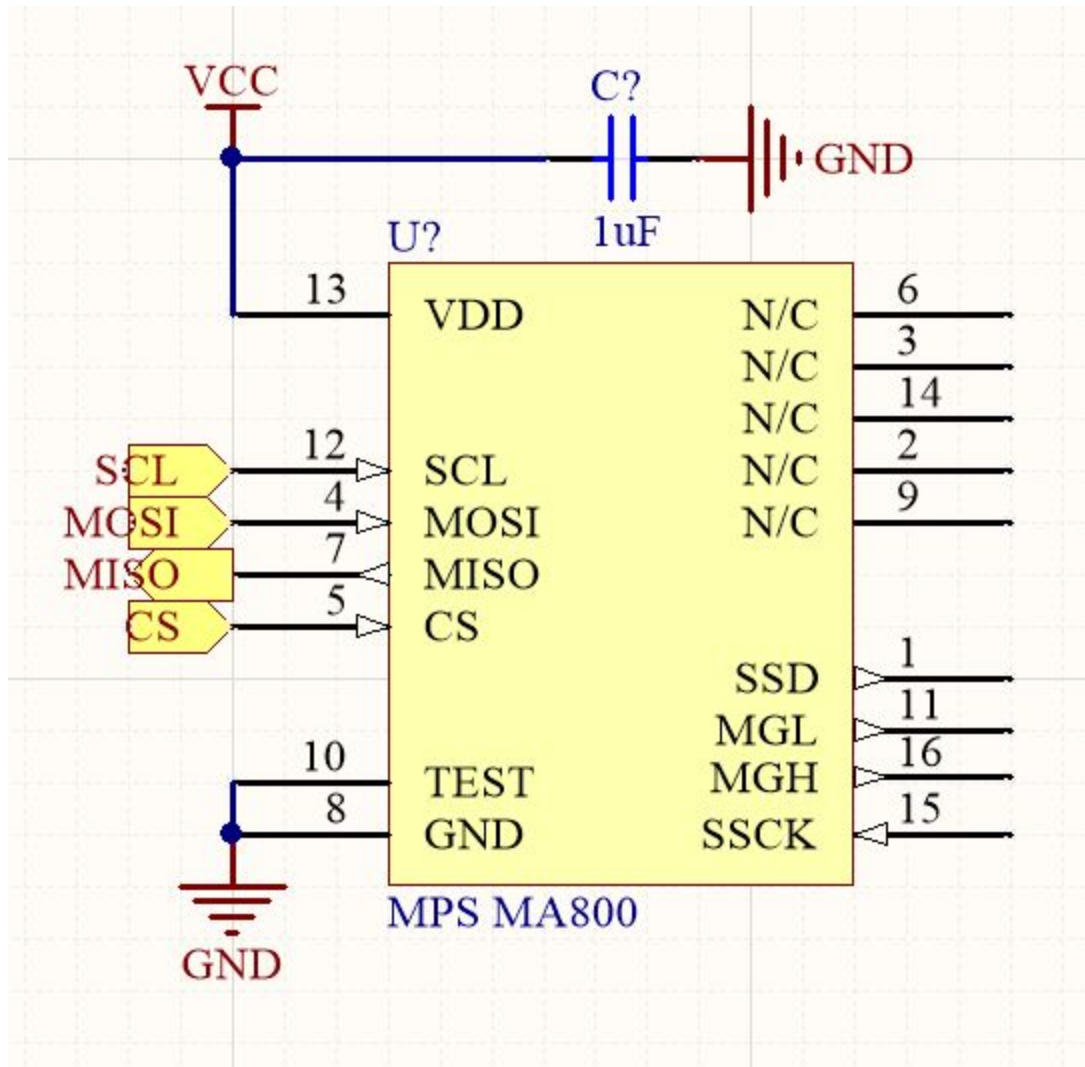 VCC
C?
GND
1uF
U?
13 VDD N/C 6
N/C 3
N/C 14
SCL 12 SCL N/C 2
MOSI 4 MOSI N/C 9
MISO 7 MISO
CS 5 CS
SSD 1
MGL 11
10 TEST MGH 16
8 GND SSCK 15
MPS MA800
GND